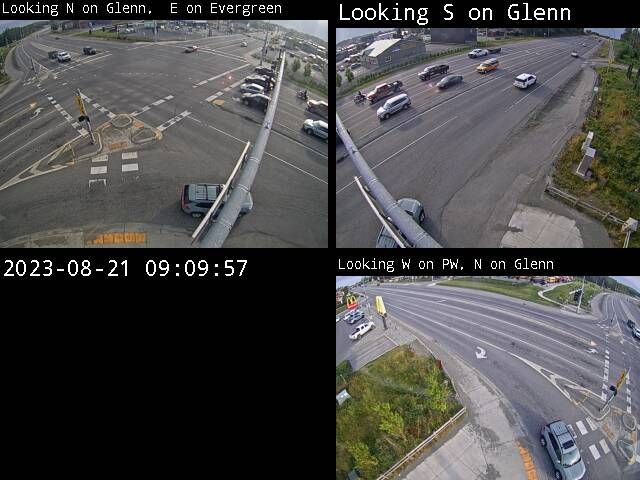 Looking N on Glenn,  E on Evergreen
Looking S on Glenn
2023-08-21 09:09:57
Looking W on PW, N on Glenn